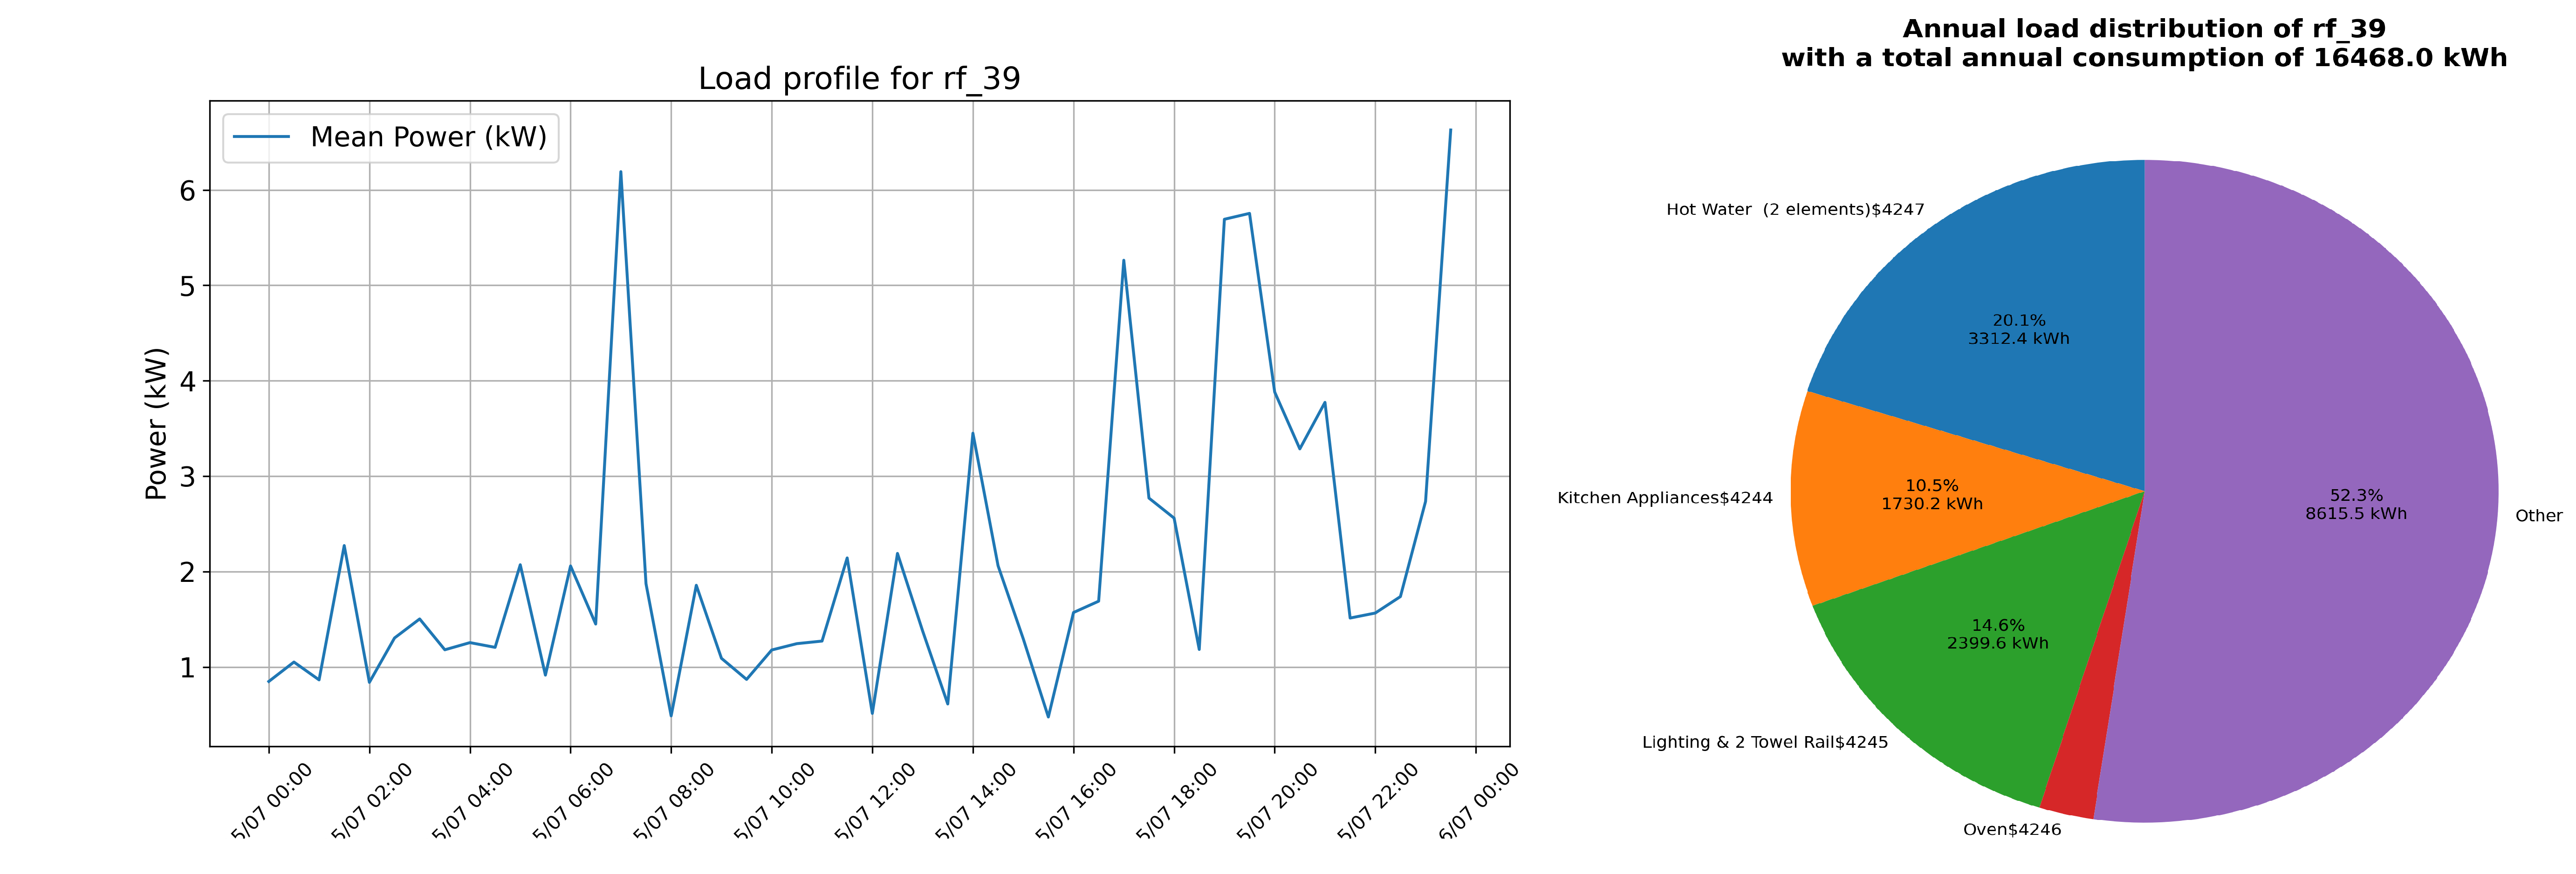 Load profile for rf_39
Mean Power (kW)
Power (kW)
6
5
4
3
2
1
5/07 00:00
5/07 02:00
5/07 04:00
5/07 06:00
5/07 08:00
5/07 10:00
5/07 12:00
5/07 14:00
5/07 16:00
5/07 18:00
5/07 20:00
5/07 22:00
6/07 00:00
Annual load distribution of rf_39
with a total annual consumption of 16468.0 kWh
Hot Water  (2 elements)$4247
20.1%
3312.4 kWh
Kitchen Appliances$4244
10.5%
1730.2 kWh
52.3%
8615.5 kWh
Other
14.6%
2399.6 kWh
Lighting & 2 Towel Rail$4245
Oven$4246